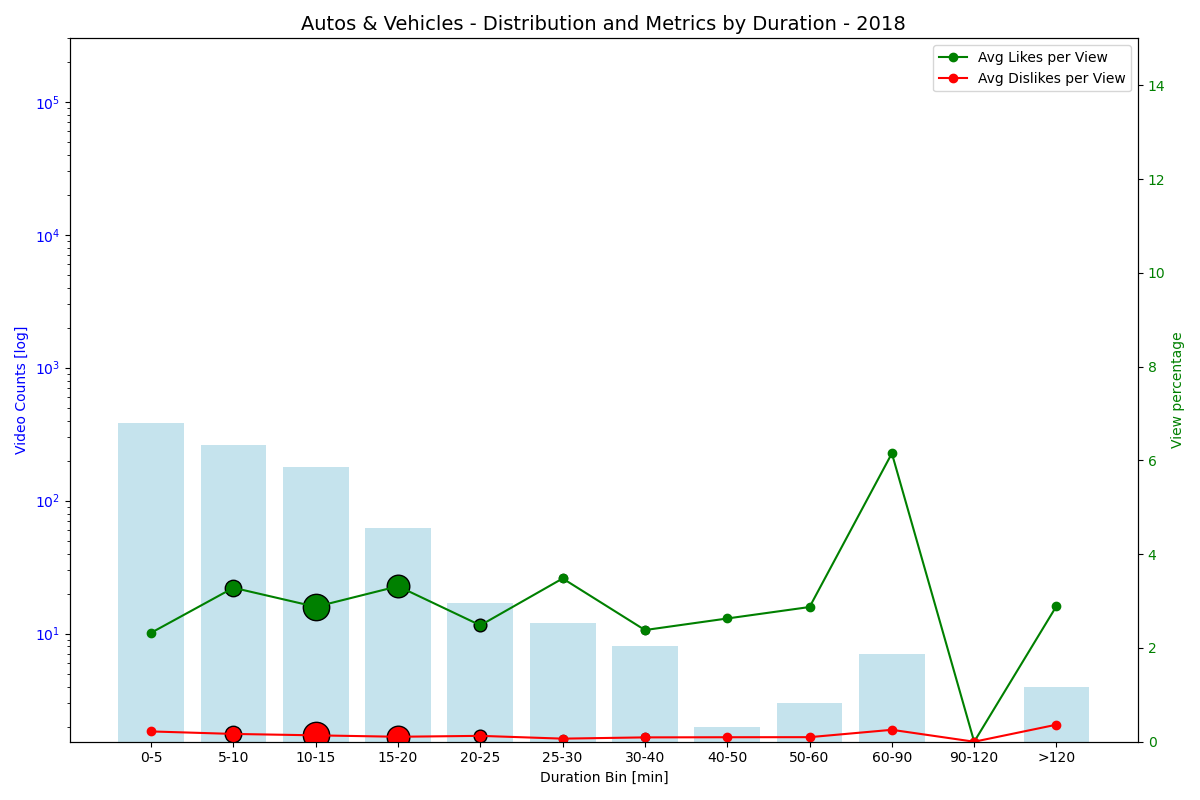 Autos & Vehicles - Distribution and Metrics by Duration - 2018
Avg Likes per View
Avg Dislikes per View
Video Counts [log]
10^5
10^4
10^3
10^2
10^1
14
12
10
8
6
4
2
0
View percentage
0-5 5-10 10-15 15-20 20-25 25-30 30-40 40-50 50-60 60-90 90-120 >120
Duration Bin [min]